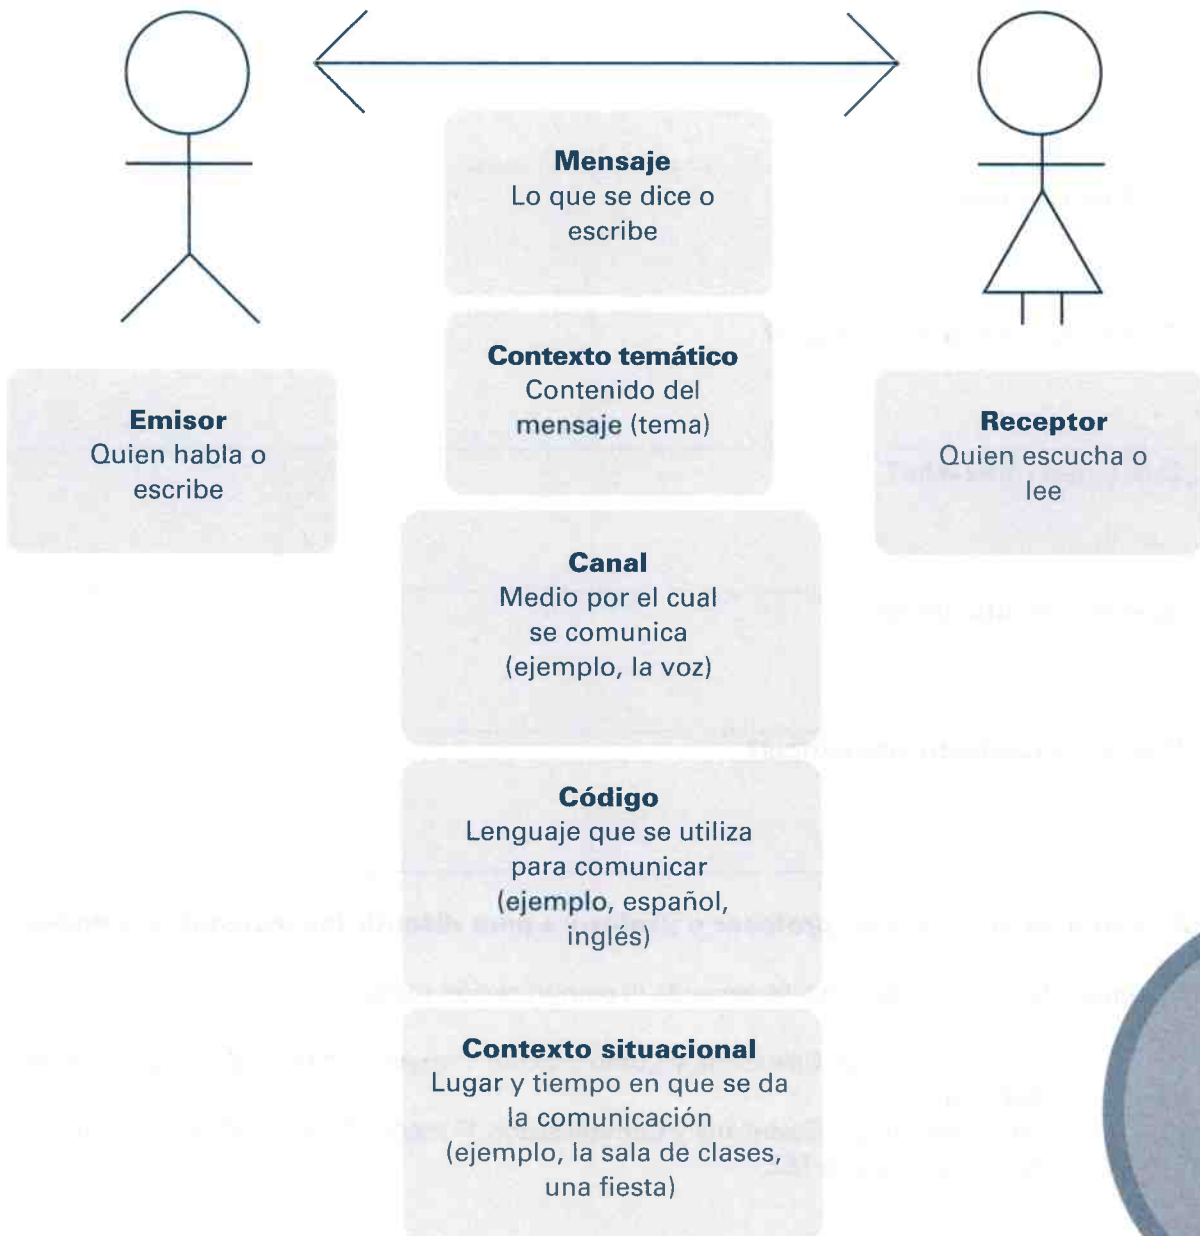 Mensaje
Lo que se dice o
escribe
Contexto temático
Contenido del
mensaje (tema)
Emisor
Quien habla o
escribe
Receptor
Quien escucha o
lee
Canal
Medio por el cual
se comunica
(ejemplo, la voz)
Código
Lenguaje que se utiliza
para comunicar
(ejemplo, español,
inglés)
Contexto situacional
Lugar y tiempo en que se da
la comunicación
(ejemplo, la sala de clases,
una fiesta)